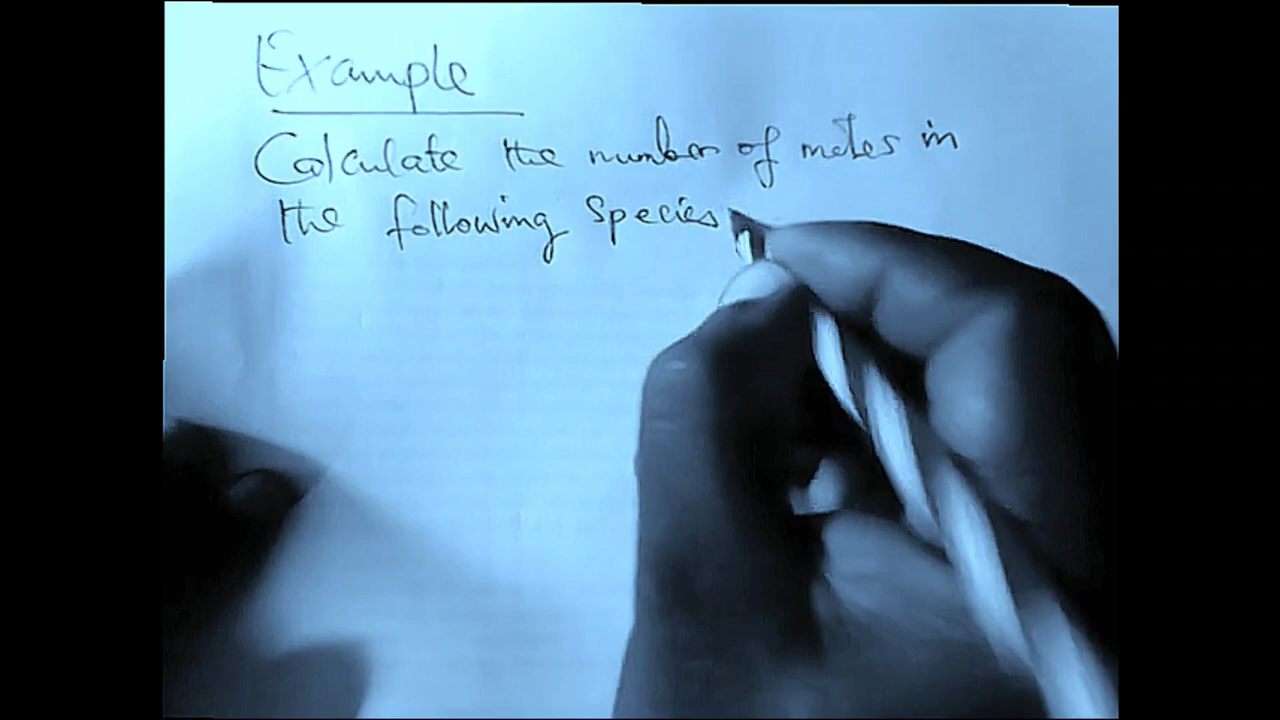 Example
Calculate the number of moles in
the following species